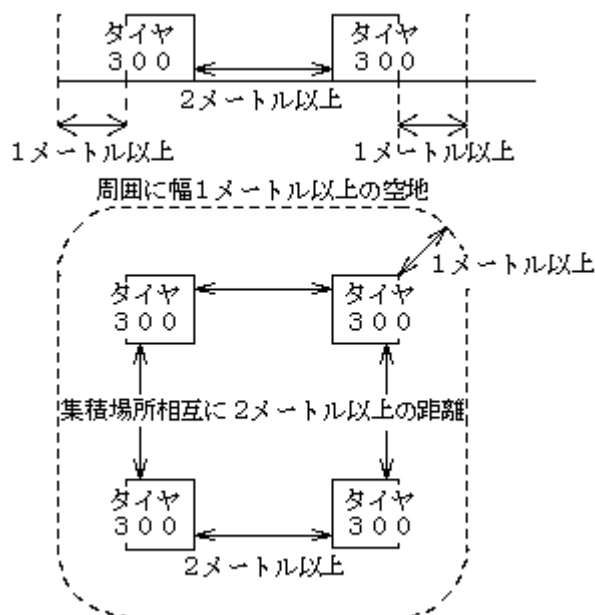 タイヤ
３００
タイヤ
３００
２メートル以上
１メートル以上
１メートル以上
周囲に幅１メートル以上の空地
１メートル以上
タイヤ
３００
タイヤ
３００
集積場所相互に２メートル以上の距離
タイヤ
３００
タイヤ
３００
２メートル以上